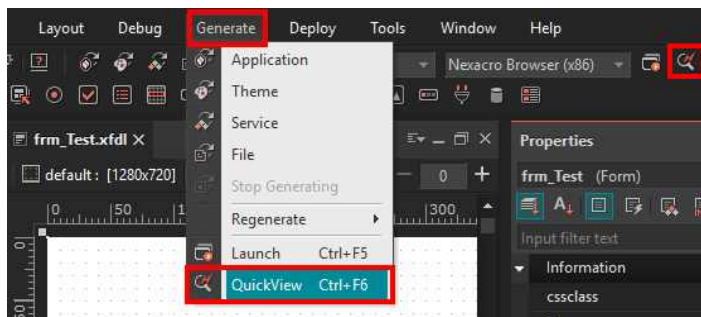 Layout Debug Generate Deploy Tools Window Help
Application
Nexacro Browser (x86)
Theme
Service
frm_Test.xfdl
Properties
File
default : [1280x720]
0
frm_Test (Form)
Stop Generating
0 50 300
Regenerate
Input filter text
Launch Ctrl+F5
Information
QuickView Ctrl+F6
cssclass